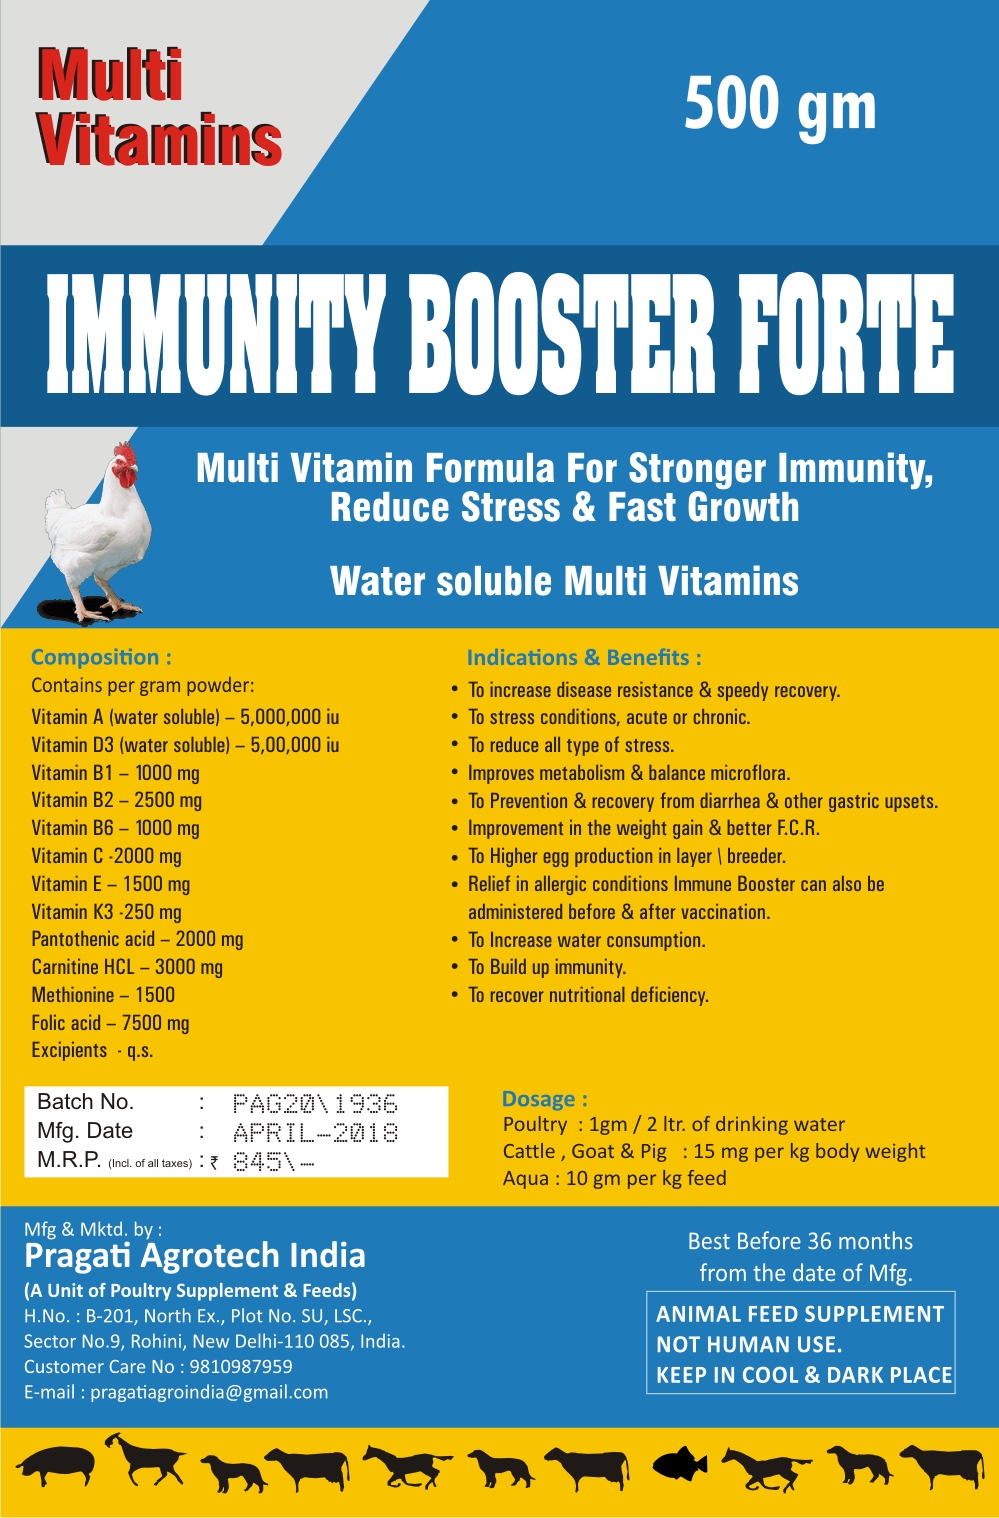 Multi
Vitamins
500 gm
IMMUNITY BOOSTER FORTE
Multi Vitamin Formula For Stronger Immunity,
Reduce Stress & Fast Growth
Water soluble Multi Vitamins
Composition :
Contains per gram powder:
Vitamin A (water soluble) – 5,000,000 iu
Vitamin D3 (water soluble) – 5,00,000 iu
Vitamin B1 – 1000 mg
Vitamin B2 – 2500 mg
Vitamin B6 – 1000 mg
Vitamin C -2000 mg
Vitamin E – 1500 mg
Vitamin K3 -250 mg
Pantothenic acid – 2000 mg
Carnitine HCL – 3000 mg
Methionine – 1500
Folic acid – 7500 mg
Excipients - q.s.
Indications & Benefits :
• To increase disease resistance & speedy recovery.
• To stress conditions, acute or chronic.
• To reduce all type of stress.
• Improves metabolism & balance microflora.
• To Prevention & recovery from diarrhea & other gastric upsets.
• Improvement in the weight gain & better F.C.R.
• To Higher egg production in layer \ breeder.
• Relief in allergic conditions Immune Booster can also be
administered before & after vaccination.
• To Increase water consumption.
• To Build up immunity.
• To recover nutritional deficiency.
Batch No. : PAG20\1936
Mfg. Date : APRIL-2018
M.R.P. (Incl. of all taxes) : ₹ 845\-
Dosage :
Poultry : 1gm / 2 ltr. of drinking water
Cattle , Goat & Pig : 15 mg per kg body weight
Aqua : 10 gm per kg feed
Mfg & Mktd. by :
Pragati Agrotech India
(A Unit of Poultry Supplement & Feeds)
H.No. : B-201, North Ex., Plot No. SU, LSC.,
Sector No.9, Rohini, New Delhi-110 085, India.
Customer Care No : 9810987959
E-mail : pragatiagroindia@gmail.com
Best Before 36 months
from the date of Mfg.
ANIMAL FEED SUPPLEMENT
NOT HUMAN USE.
KEEP IN COOL & DARK PLACE